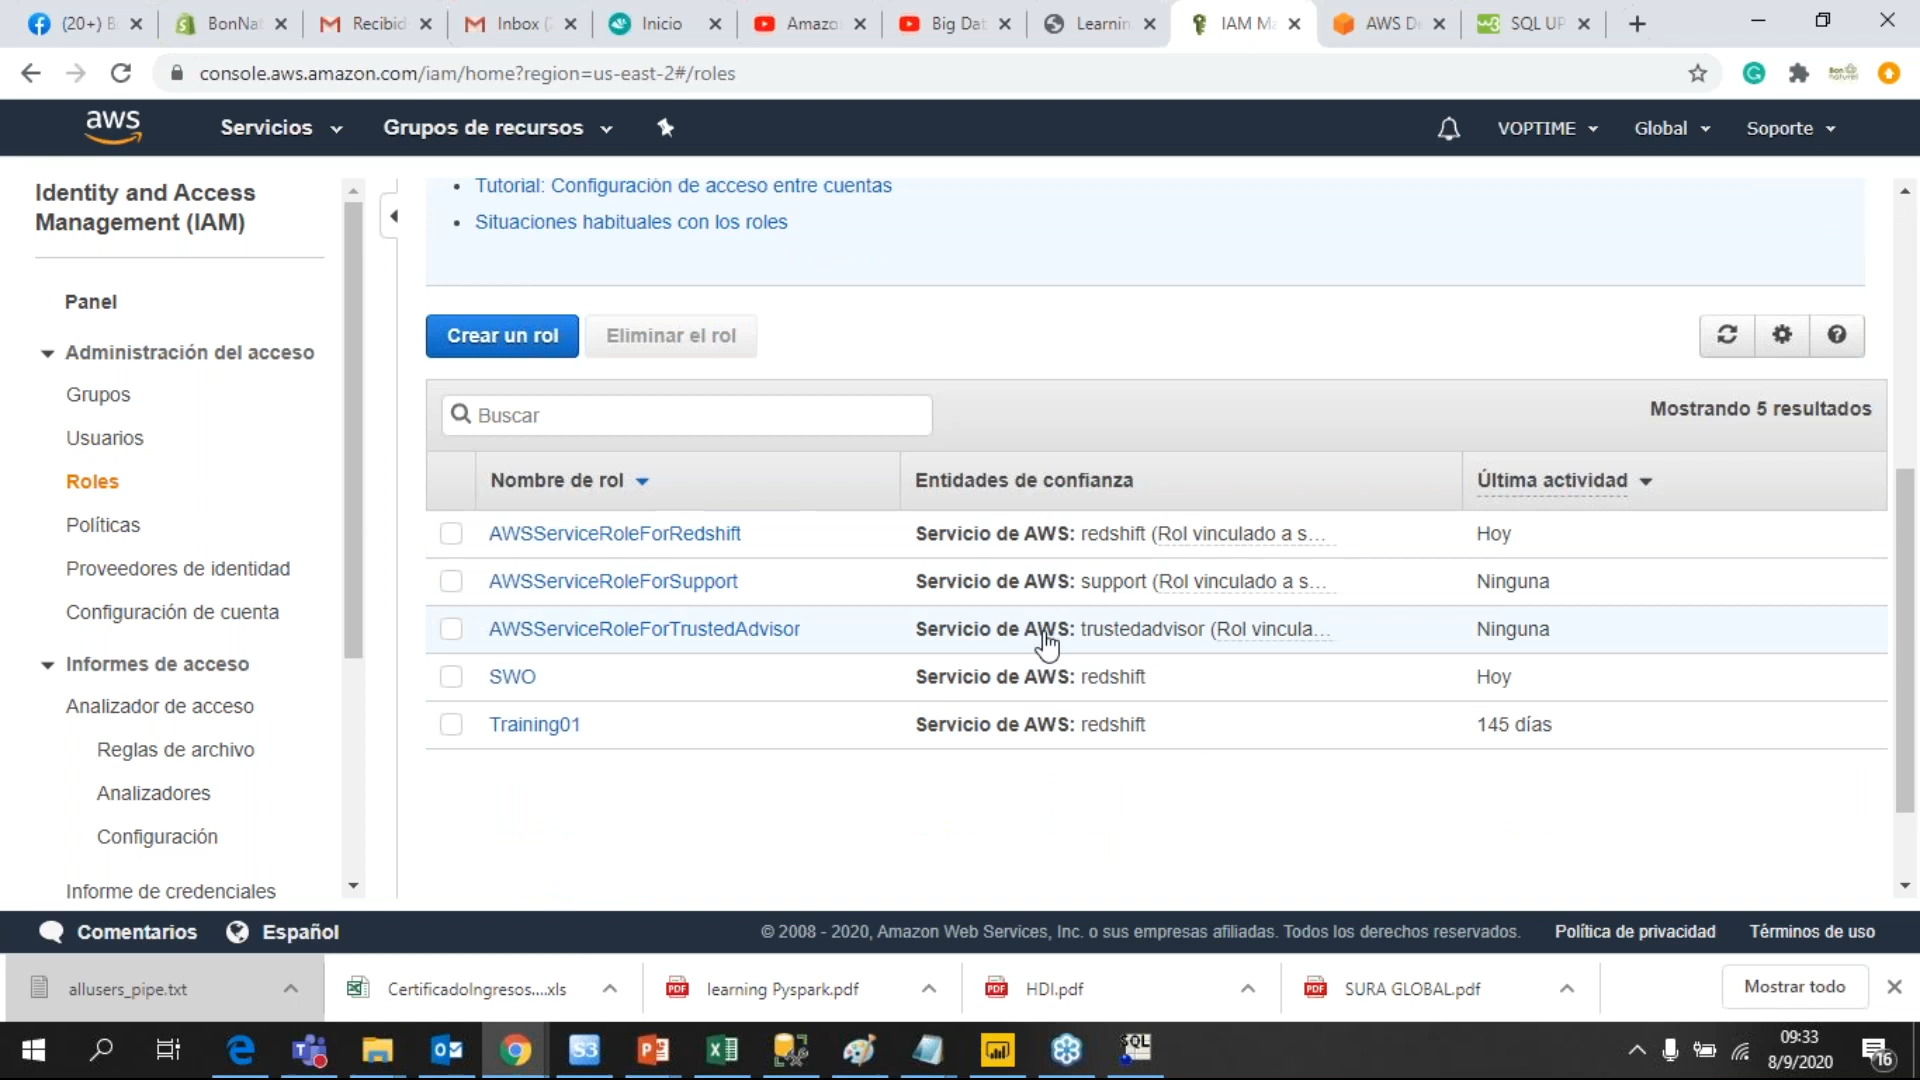 (20+) B
BonNat
Recibid
Inbox (
Inicio
Amazo
Big Dat
Learnin
IAM Ma
AWS De
SQL UP
console.aws.amazon.com/iam/home?region=us-east-2#/roles
aws
Servicios
Grupos de recursos
VOPTIME
Global
Soporte
Identity and Access
Management (IAM)
Panel
Administración del acceso
Grupos
Usuarios
Roles
Políticas
Proveedores de identidad
Configuración de cuenta
Informes de acceso
Analizador de acceso
Reglas de archivo
Analizadores
Configuración
Informe de credenciales
• Tutorial: Configuración de acceso entre cuentas
• Situaciones habituales con los roles
Crear un rol
Eliminar el rol
Buscar
Mostrando 5 resultados
Nombre de rol
Entidades de confianza
Última actividad
AWSServiceRoleForRedshift
Servicio de AWS: redshift (Rol vinculado a s...
Hoy
AWSServiceRoleForSupport
Servicio de AWS: support (Rol vinculado a s...
Ninguna
AWSServiceRoleForTrustedAdvisor
Servicio de AWS: trustedadvisor (Rol vincula...
Ninguna
SWO
Servicio de AWS: redshift
Hoy
Training01
Servicio de AWS: redshift
145 días
Comentarios
Español
© 2008 - 2020, Amazon Web Services, Inc. o sus empresas afiliadas. Todos los derechos reservados.
Política de privacidad
Términos de uso
allusers_pipe.txt
CertificadoIngresos....xls
learning Pyspark.pdf
HDI.pdf
SURA GLOBAL.pdf
Mostrar todo
09:33
8/9/2020
16